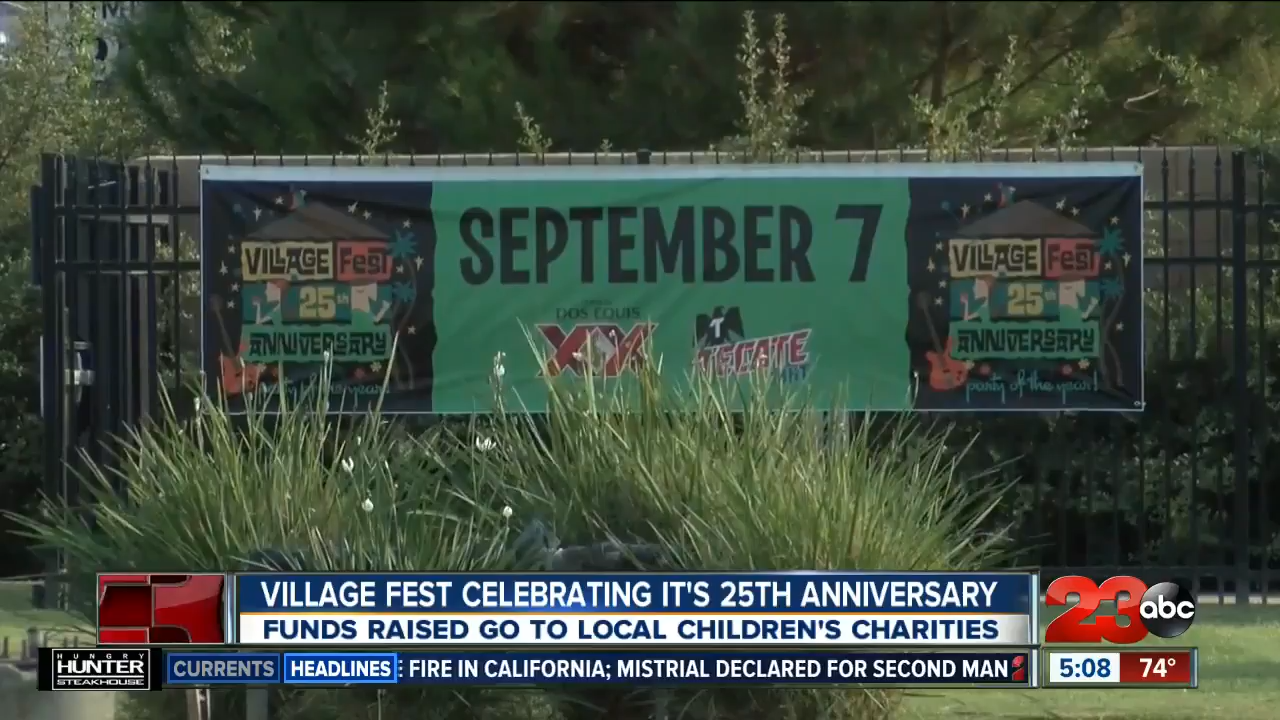 VILLAGE FEST
25th
ANNIVERSARY
party of the year!
SEPTEMBER 7
DOS EQUIS
XX
TECATE
VILLAGE FEST
25th
ANNIVERSARY
party of the year!
VILLAGE FEST CELEBRATING IT'S 25TH ANNIVERSARY
FUNDS RAISED GO TO LOCAL CHILDREN'S CHARITIES
23 abc
HUNGRY
HUNTER
STEAKHOUSE
CURRENTS
HEADLINES
FIRE IN CALIFORNIA; MISTRIAL DECLARED FOR SECOND MAN
5:08
74°